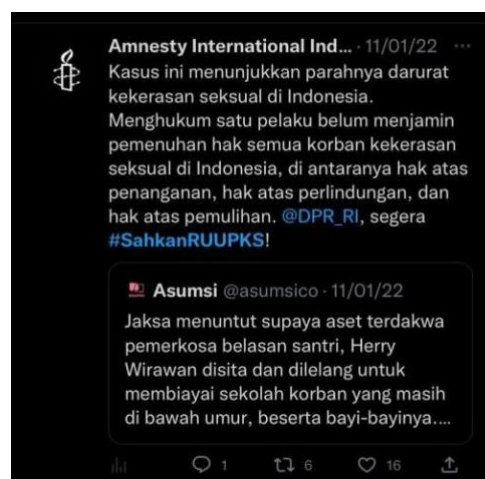 Amnesty International Ind... · 11/01/22 ...
Kasus ini menunjukkan parahnya darurat
kekerasan seksual di Indonesia.
Menghukum satu pelaku belum menjamin
pemenuhan hak semua korban kekerasan
seksual di Indonesia, di antaranya hak atas
penanganan, hak atas perlindungan, dan
hak atas pemulihan. @DPR_RI, segera
#SahkanRUUPKS!
Asumsi @asumsico · 11/01/22
Jaksa menuntut supaya aset terdakwa
pemerkosa belasan santri, Herry
Wirawan disita dan dilelang untuk
membiayai sekolah korban yang masih
di bawah umur, beserta bayi-bayinya....
1 6 16